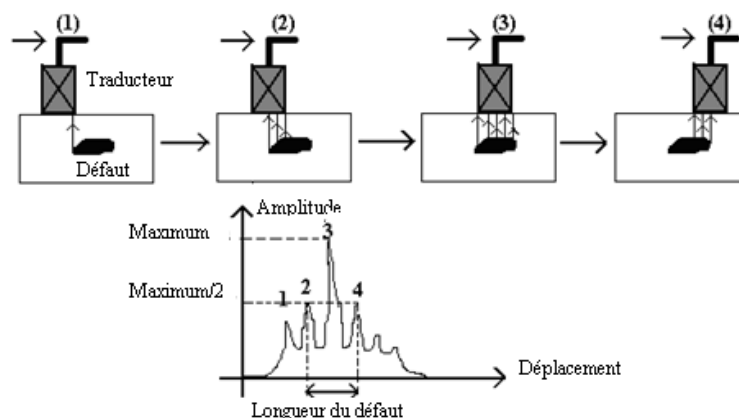 (1)
(2)
(3)
(4)
Traducteur
Défaut
Amplitude
Maximum
3
Maximum/2
1
2
4
Déplacement
Longueur du défaut